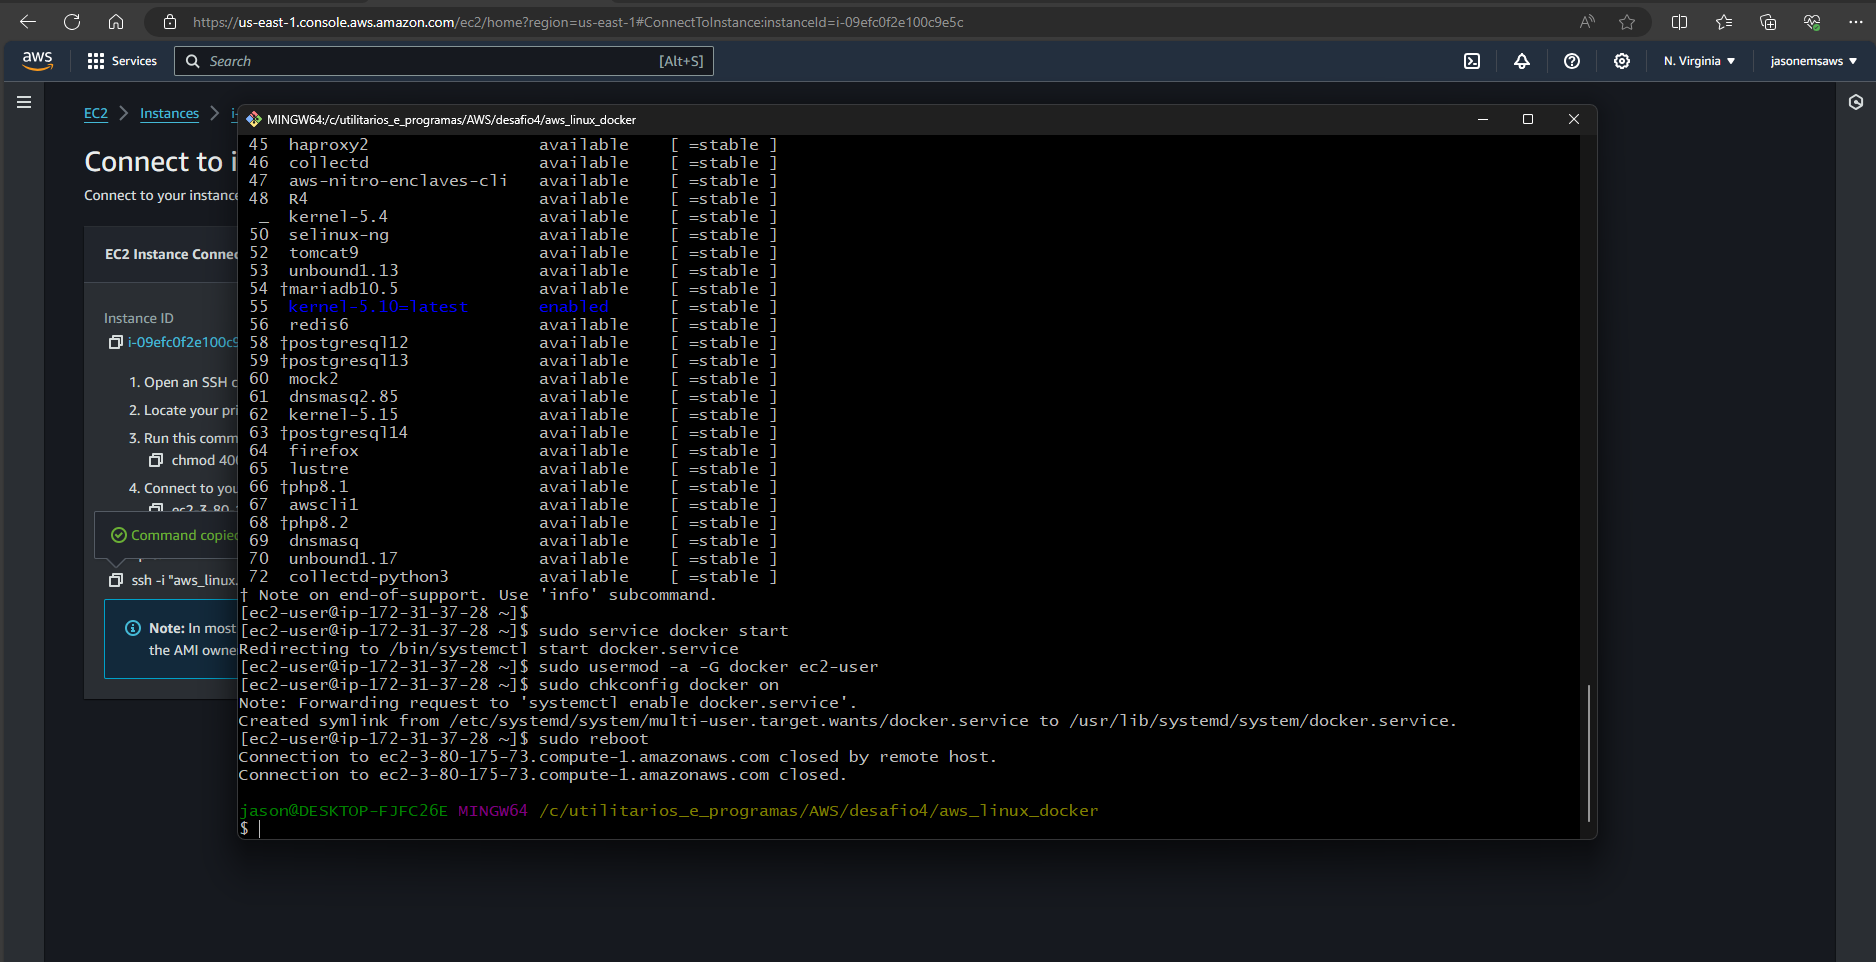 https://us-east-1.console.aws.amazon.com/ec2/home?region=us-east-1#ConnectToInstance:instanceId=i-09efc0f2e100c9e5c
aws
Services
Search
[Alt+S]
N. Virginia
jasonemsaws
EC2
Instances
i-
Connect to i
Connect to your instance
EC2 Instance Connec
Instance ID
i-09efc0f2e100c9
1. Open an SSH c
2. Locate your pri
3. Run this comm
chmod 400
4. Connect to you
ec2-3-80-
Command copied
ssh -i "aws_linux.
Note: In most
the AMI owne
MINGW64:/c/utilitarios_e_programas/AWS/desafio4/aws_linux_docker
45 haproxy2 available [ =stable ]
46 collectd available [ =stable ]
47 aws-nitro-enclaves-cli available [ =stable ]
48 R4 available [ =stable ]
_ kernel-5.4 available [ =stable ]
50 selinux-ng available [ =stable ]
52 tomcat9 available [ =stable ]
53 unbound1.13 available [ =stable ]
54 †mariadb10.5 available [ =stable ]
55 kernel-5.10=latest enabled [ =stable ]
56 redis6 available [ =stable ]
58 †postgresql12 available [ =stable ]
59 †postgresql13 available [ =stable ]
60 mock2 available [ =stable ]
61 dnsmasq2.85 available [ =stable ]
62 kernel-5.15 available [ =stable ]
63 †postgresql14 available [ =stable ]
64 firefox available [ =stable ]
65 lustre available [ =stable ]
66 †php8.1 available [ =stable ]
67 awscli1 available [ =stable ]
68 †php8.2 available [ =stable ]
69 dnsmasq available [ =stable ]
70 unbound1.17 available [ =stable ]
72 collectd-python3 available [ =stable ]
† Note on end-of-support. Use 'info' subcommand.
[ec2-user@ip-172-31-37-28 ~]$
[ec2-user@ip-172-31-37-28 ~]$ sudo service docker start
Redirecting to /bin/systemctl start docker.service
[ec2-user@ip-172-31-37-28 ~]$ sudo usermod -a -G docker ec2-user
[ec2-user@ip-172-31-37-28 ~]$ sudo chkconfig docker on
Note: Forwarding request to 'systemctl enable docker.service'.
Created symlink from /etc/systemd/system/multi-user.target.wants/docker.service to /usr/lib/systemd/system/docker.service.
[ec2-user@ip-172-31-37-28 ~]$ sudo reboot
Connection to ec2-3-80-175-73.compute-1.amazonaws.com closed by remote host.
Connection to ec2-3-80-175-73.compute-1.amazonaws.com closed.
jason@DESKTOP-FJFC26E MINGW64 /c/utilitarios_e_programas/AWS/desafio4/aws_linux_docker
$